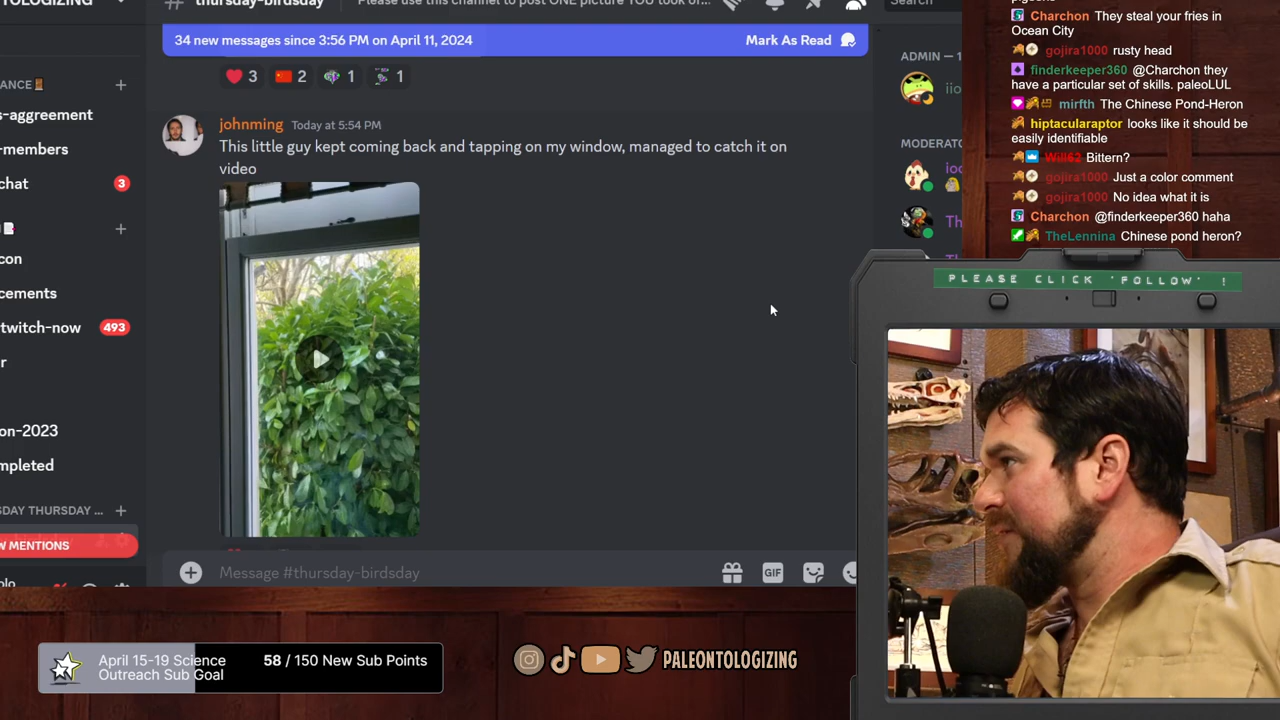 thursday-birdsday
Please use this channel to post ONE picture YOU took of...
Search
34 new messages since 3:56 PM on April 11, 2024
Mark As Read
3
2
1
1
ANCE
s-aggreement
-members
chat
3
con
cements
twitch-now
493
r
on-2023
mpleted
SDAY THURSDAY ...
W MENTIONS
johnming Today at 5:54 PM
This little guy kept coming back and tapping on my window, managed to catch it on
video
Message #thursday-birdsday
GIF
ADMIN — 1
iio
MODERATO
ioc
Th
Charchon They steal your fries in
Ocean City
gojira1000 rusty head
finderkeeper360 @Charchon they
have a particular set of skills. paleoLUL
mirfth The Chinese Pond-Heron
hiptacularaptor looks like it should be
easily identifiable
Will62 Bittern?
gojira1000 Just a color comment
gojira1000 No idea what it is
Charchon @finderkeeper360 haha
TheLennina Chinese pond heron?
PLEASE CLICK 'FOLLOW' !
April 15-19 Science
Outreach Sub Goal
58 / 150 New Sub Points
PALEONTOLOGIZING